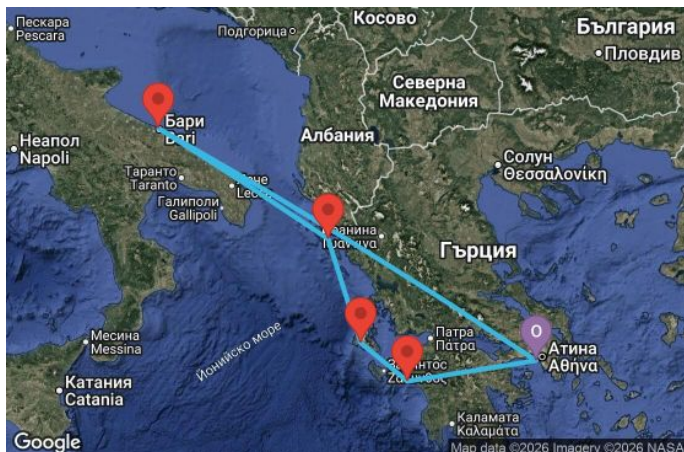 Пескара
Pescara
Подгорица
Косово
България
Пловдив
Северна
Македония
Бари
Неапол
Napoli
Албания
Солун
Θεσσαλονίκη
Таранто
Taranto
Галиполи
Gallipoli
Гърция
Месина
Messina
Йонийско море
Патра
Πάτρα
O
Атина
Αθήνα
Катания
Catania
Каламата
Καλαμάτα
Google
Map data ©2026 Imagery ©2026 NASA